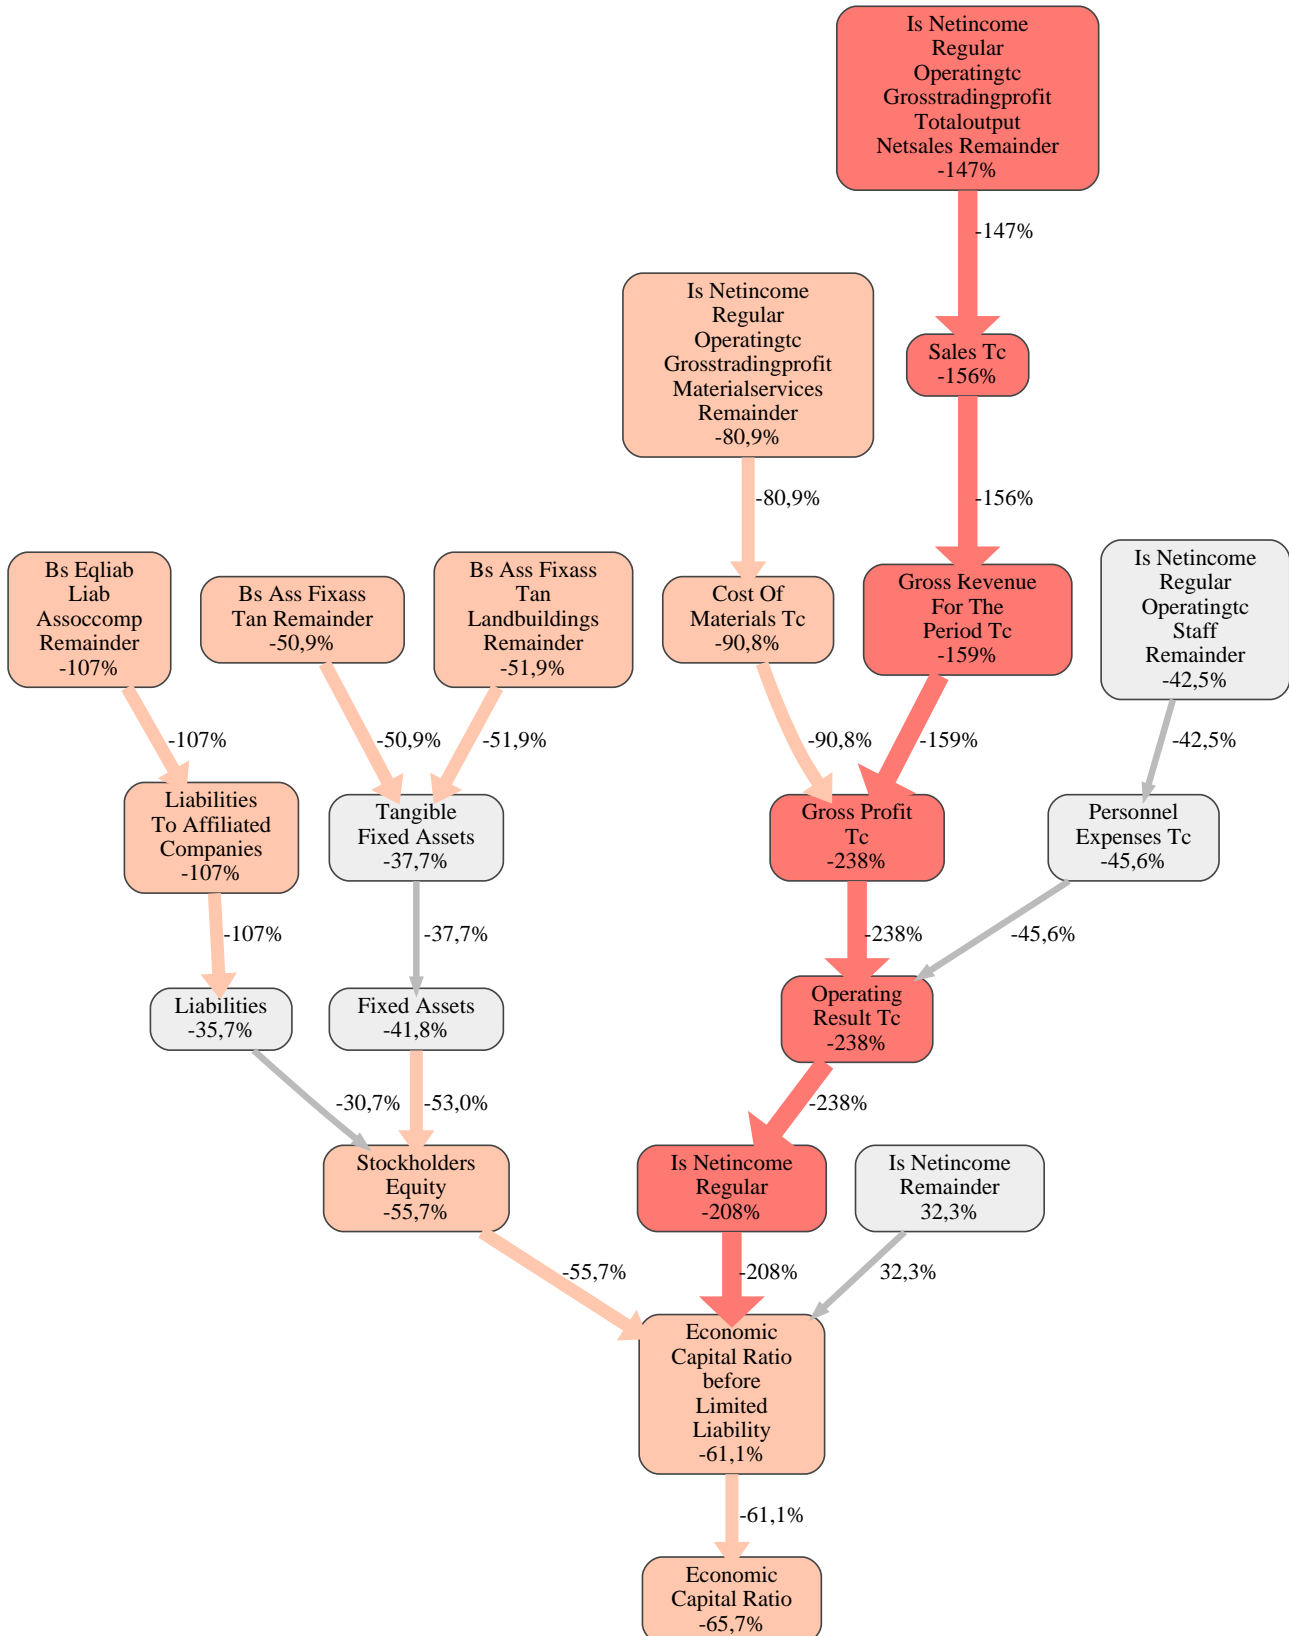 Is Netincome
Regular
Operatingtc
Grosstradingprofit
Totaloutput
Netsales Remainder
-147%
-147%
Is Netincome
Regular
Operatingtc
Grosstradingprofit
Materialservices
Remainder
-80,9%
Sales Tc
-156%
-80,9%
-156%
Bs Eqliab
Liab
Assoccomp
Remainder
-107%
Bs Ass Fixass
Tan Remainder
-50,9%
Bs Ass Fixass
Tan
Landbuildings
Remainder
-51,9%
Cost Of
Materials Tc
-90,8%
Gross Revenue
For The
Period Tc
-159%
Is Netincome
Regular
Operatingtc
Staff
Remainder
-42,5%
-107%
-50,9%
-51,9%
-90,8%
-159%
-42,5%
Liabilities
To Affiliated
Companies
-107%
Tangible
Fixed Assets
-37,7%
Gross Profit
Tc
-238%
Personnel
Expenses Tc
-45,6%
-107%
-37,7%
-238%
-45,6%
Liabilities
-35,7%
Fixed Assets
-41,8%
Operating
Result Tc
-238%
-30,7%
-53,0%
-238%
Stockholders
Equity
-55,7%
Is Netincome
Regular
-208%
Is Netincome
Remainder
32,3%
-55,7%
-208%
32,3%
Economic
Capital Ratio
before
Limited
Liability
-61,1%
-61,1%
Economic
Capital Ratio
-65,7%